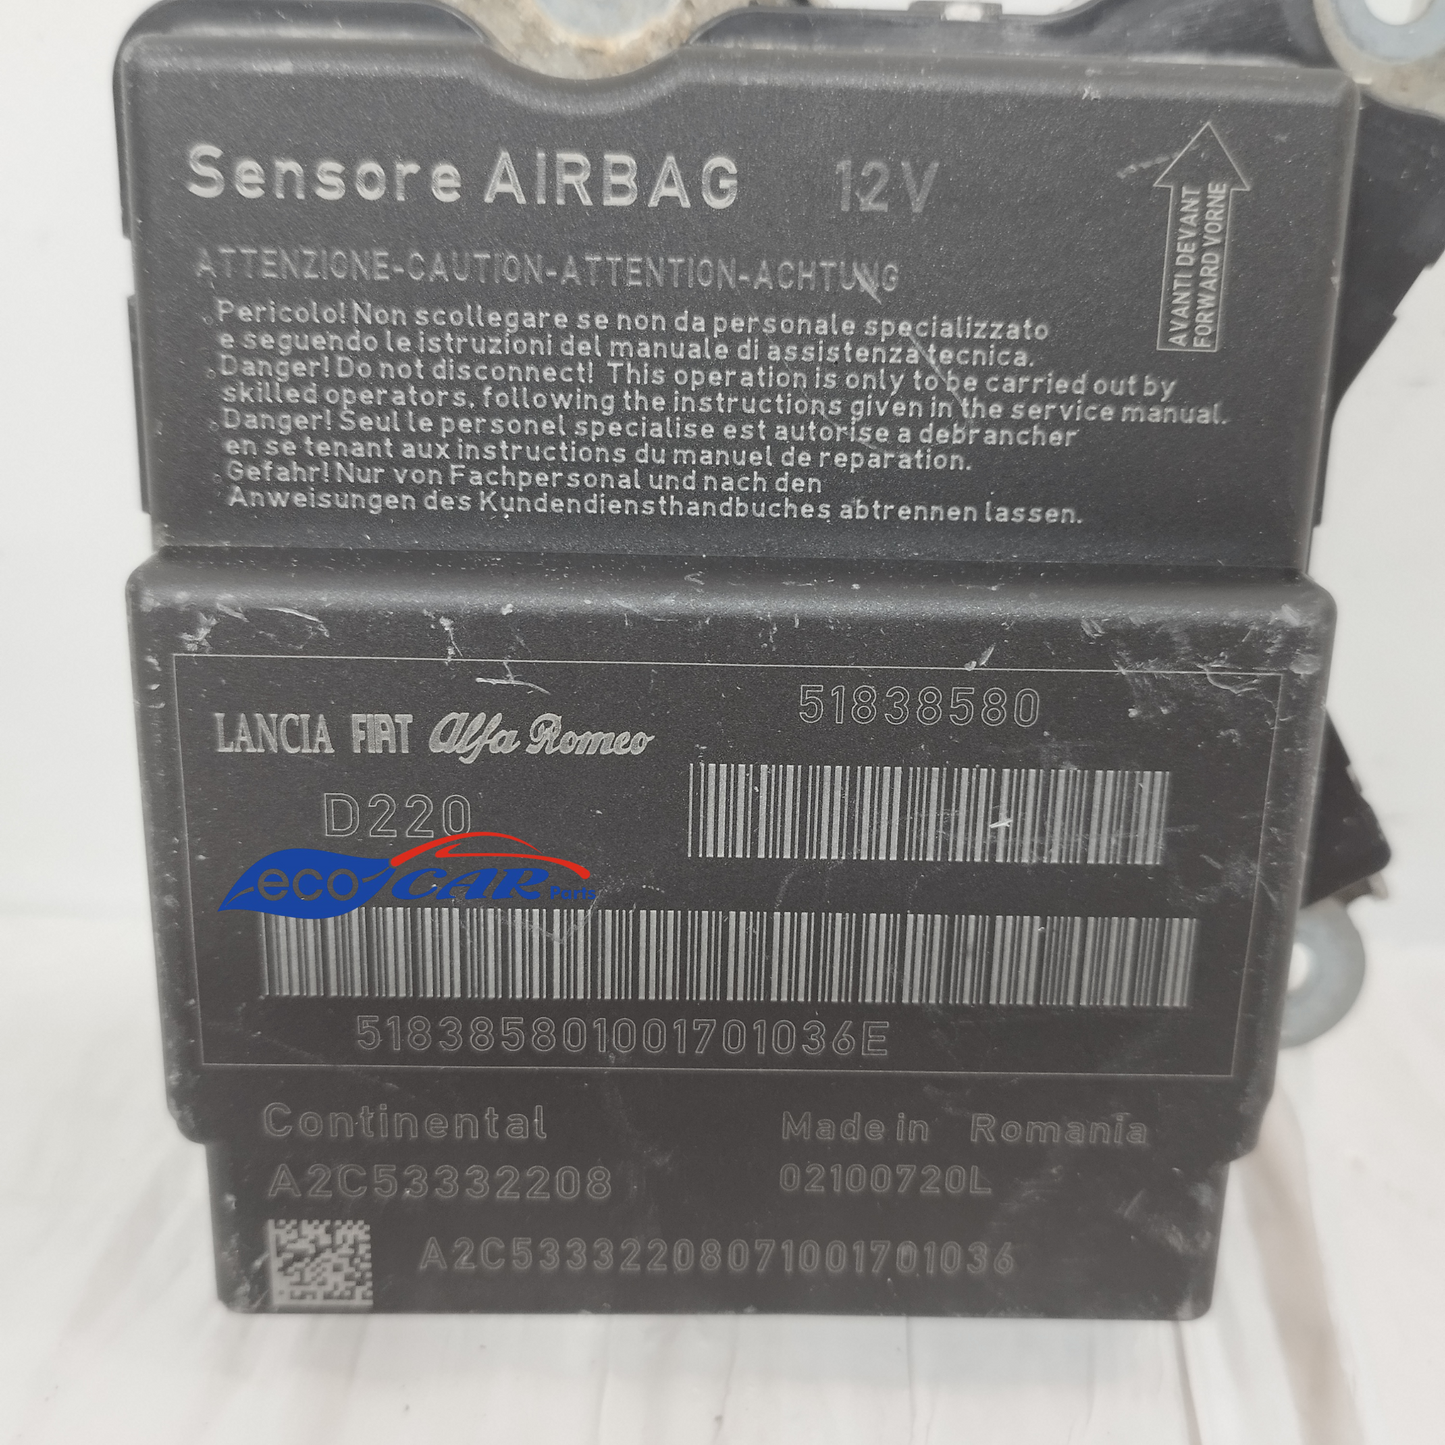 Sensore AIRBAG 12V
AVANTI DEVANT
FORWARD VORNE
ATTENZIONE-CAUTION-ATTENTION-ACHTUNG
Pericolo! Non scollegare se non da personale specializzato
e seguendo le istruzioni del manuale di assistenza tecnica.
Danger! Do not disconnect! This operation is only to be carried out by
skilled operators, following the instructions given in the service manual.
Danger! Seul le personel specialise est autorise a debrancher
en se tenant aux instructions du manuel de reparation.
Gefahr! Nur von Fachpersonal und nach den
Anweisungen des Kundendiensthandbuches abtrennen lassen.
51838580
LANCIA FIAT Alfa Romeo
D220
eco CAR Parts
518385801001701036E
Continental Made in Romania
A2C53332208 02100720L
A2C53332208071001701036